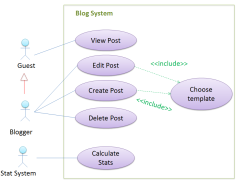 Blog System
View Post
Guest
Edit Post
<<include>>
Create Post
Choose
template
<<include>>
Blogger
Delete Post
Calculate
Stats
Stat System